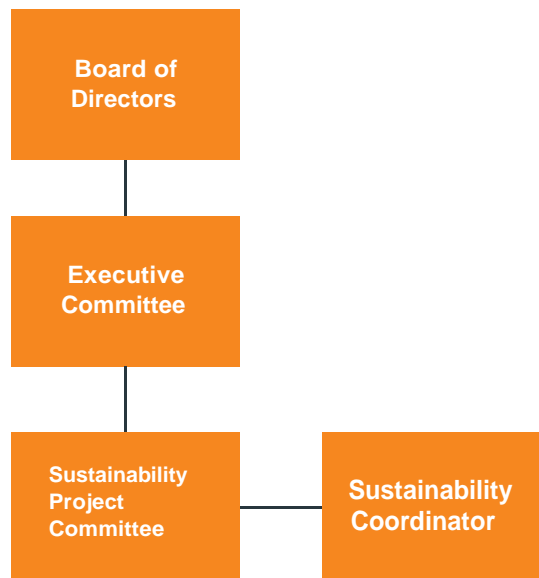 Board of
Directors
Executive
Committee
Sustainability
Project
Committee
Sustainability
Coordinator